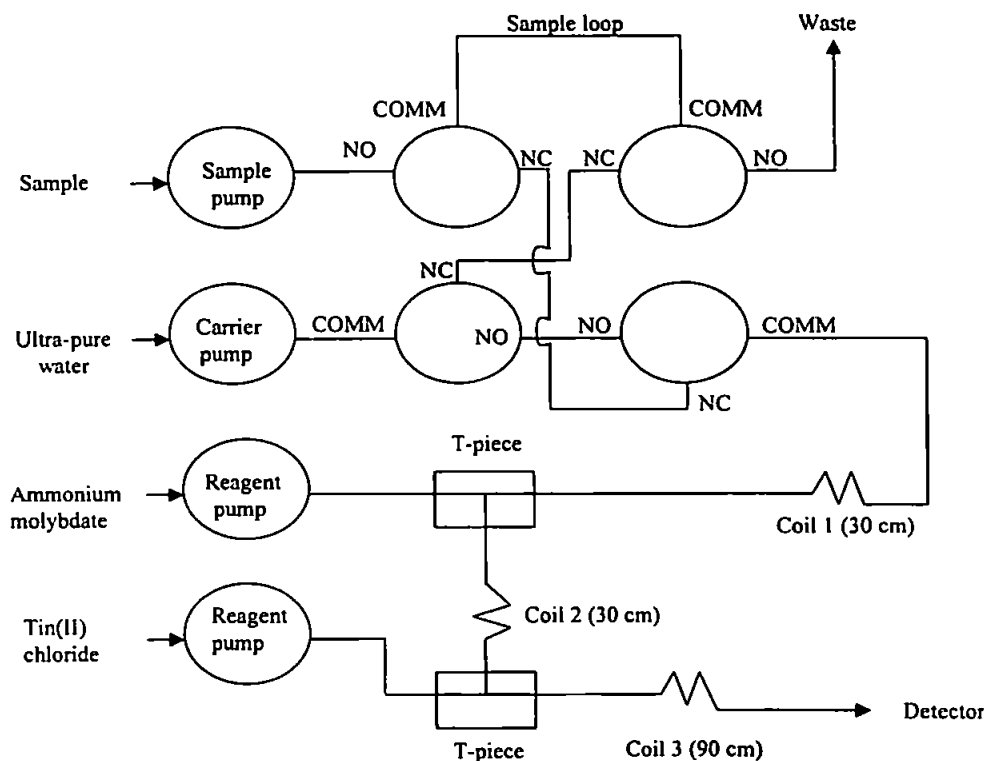 Sample loop
Waste
COMM
COMM
NO
NC
NC
NO
Sample
Sample
pump
NC
Ultra-pure
water
Carrier
pump
COMM
NO
NO
COMM
NC
T-piece
Ammonium
molybdate
Reagent
pump
Coil 1 (30 cm)
Tin(II)
chloride
Reagent
pump
Coil 2 (30 cm)
Detector
T-piece
Coil 3 (90 cm)